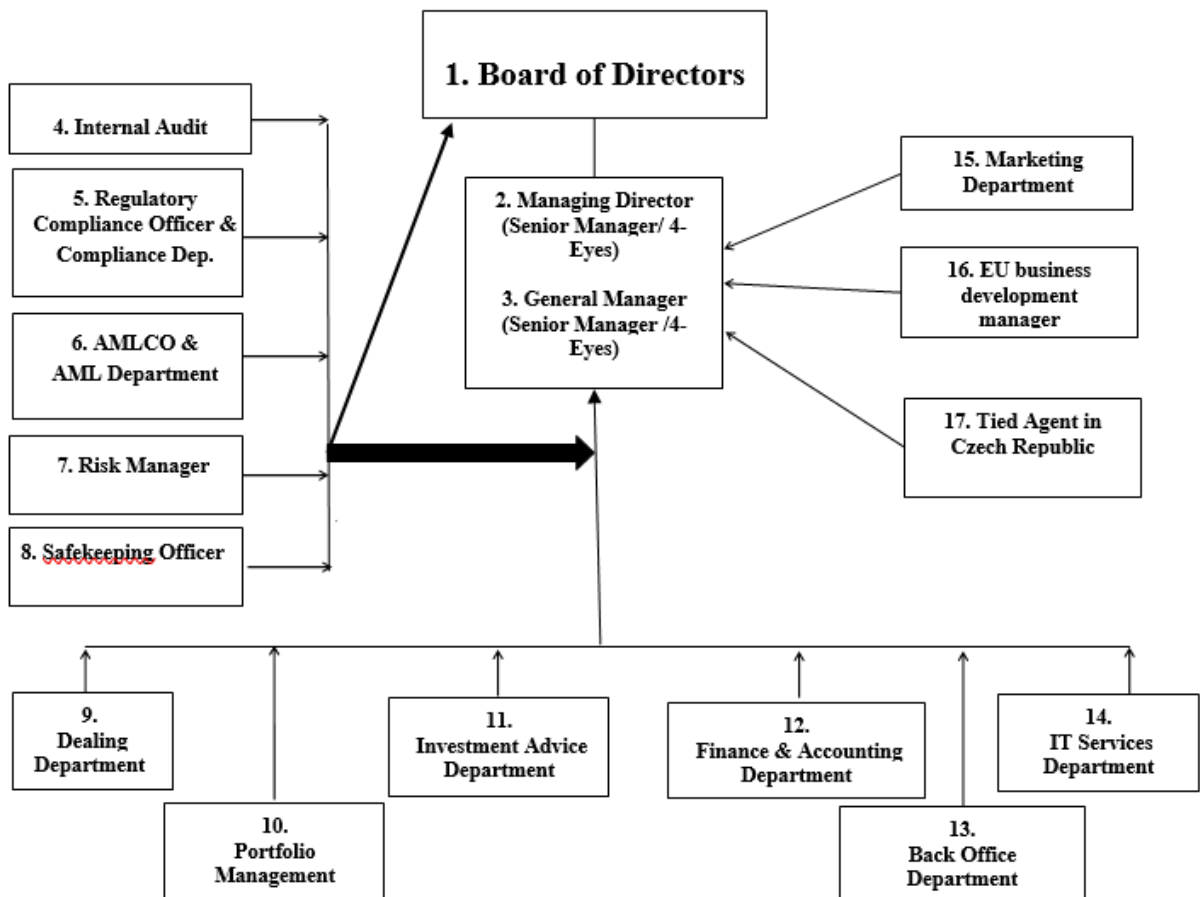 1. Board of Directors
4. Internal Audit
5. Regulatory
Compliance Officer &
Compliance Dep.
6. AMLCO &
AML Department
7. Risk Manager
8. Safekeeping Officer
2. Managing Director
(Senior Manager/ 4-
Eyes)
3. General Manager
(Senior Manager /4-
Eyes)
15. Marketing
Department
16. EU business
development
manager
17. Tied Agent in
Czech Republic
9.
Dealing
Department
10.
Portfolio
Management
11.
Investment Advice
Department
12.
Finance & Accounting
Department
13.
Back Office
Department
14.
IT Services
Department